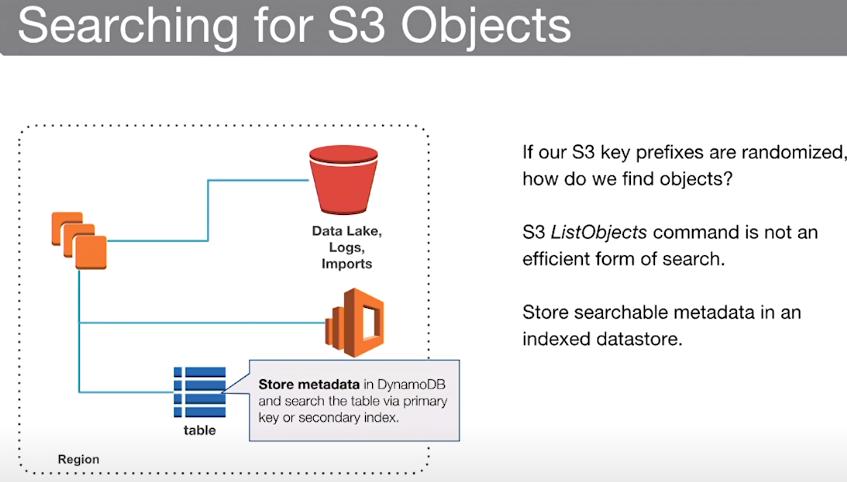 Searching for S3 Objects
If our S3 key prefixes are randomized,
how do we find objects?
S3 ListObjects command is not an
efficient form of search.
Store searchable metadata in an
indexed datastore.
Data Lake,
Logs,
Imports
Store metadata in DynamoDB
and search the table via primary
key or secondary index.
table
Region